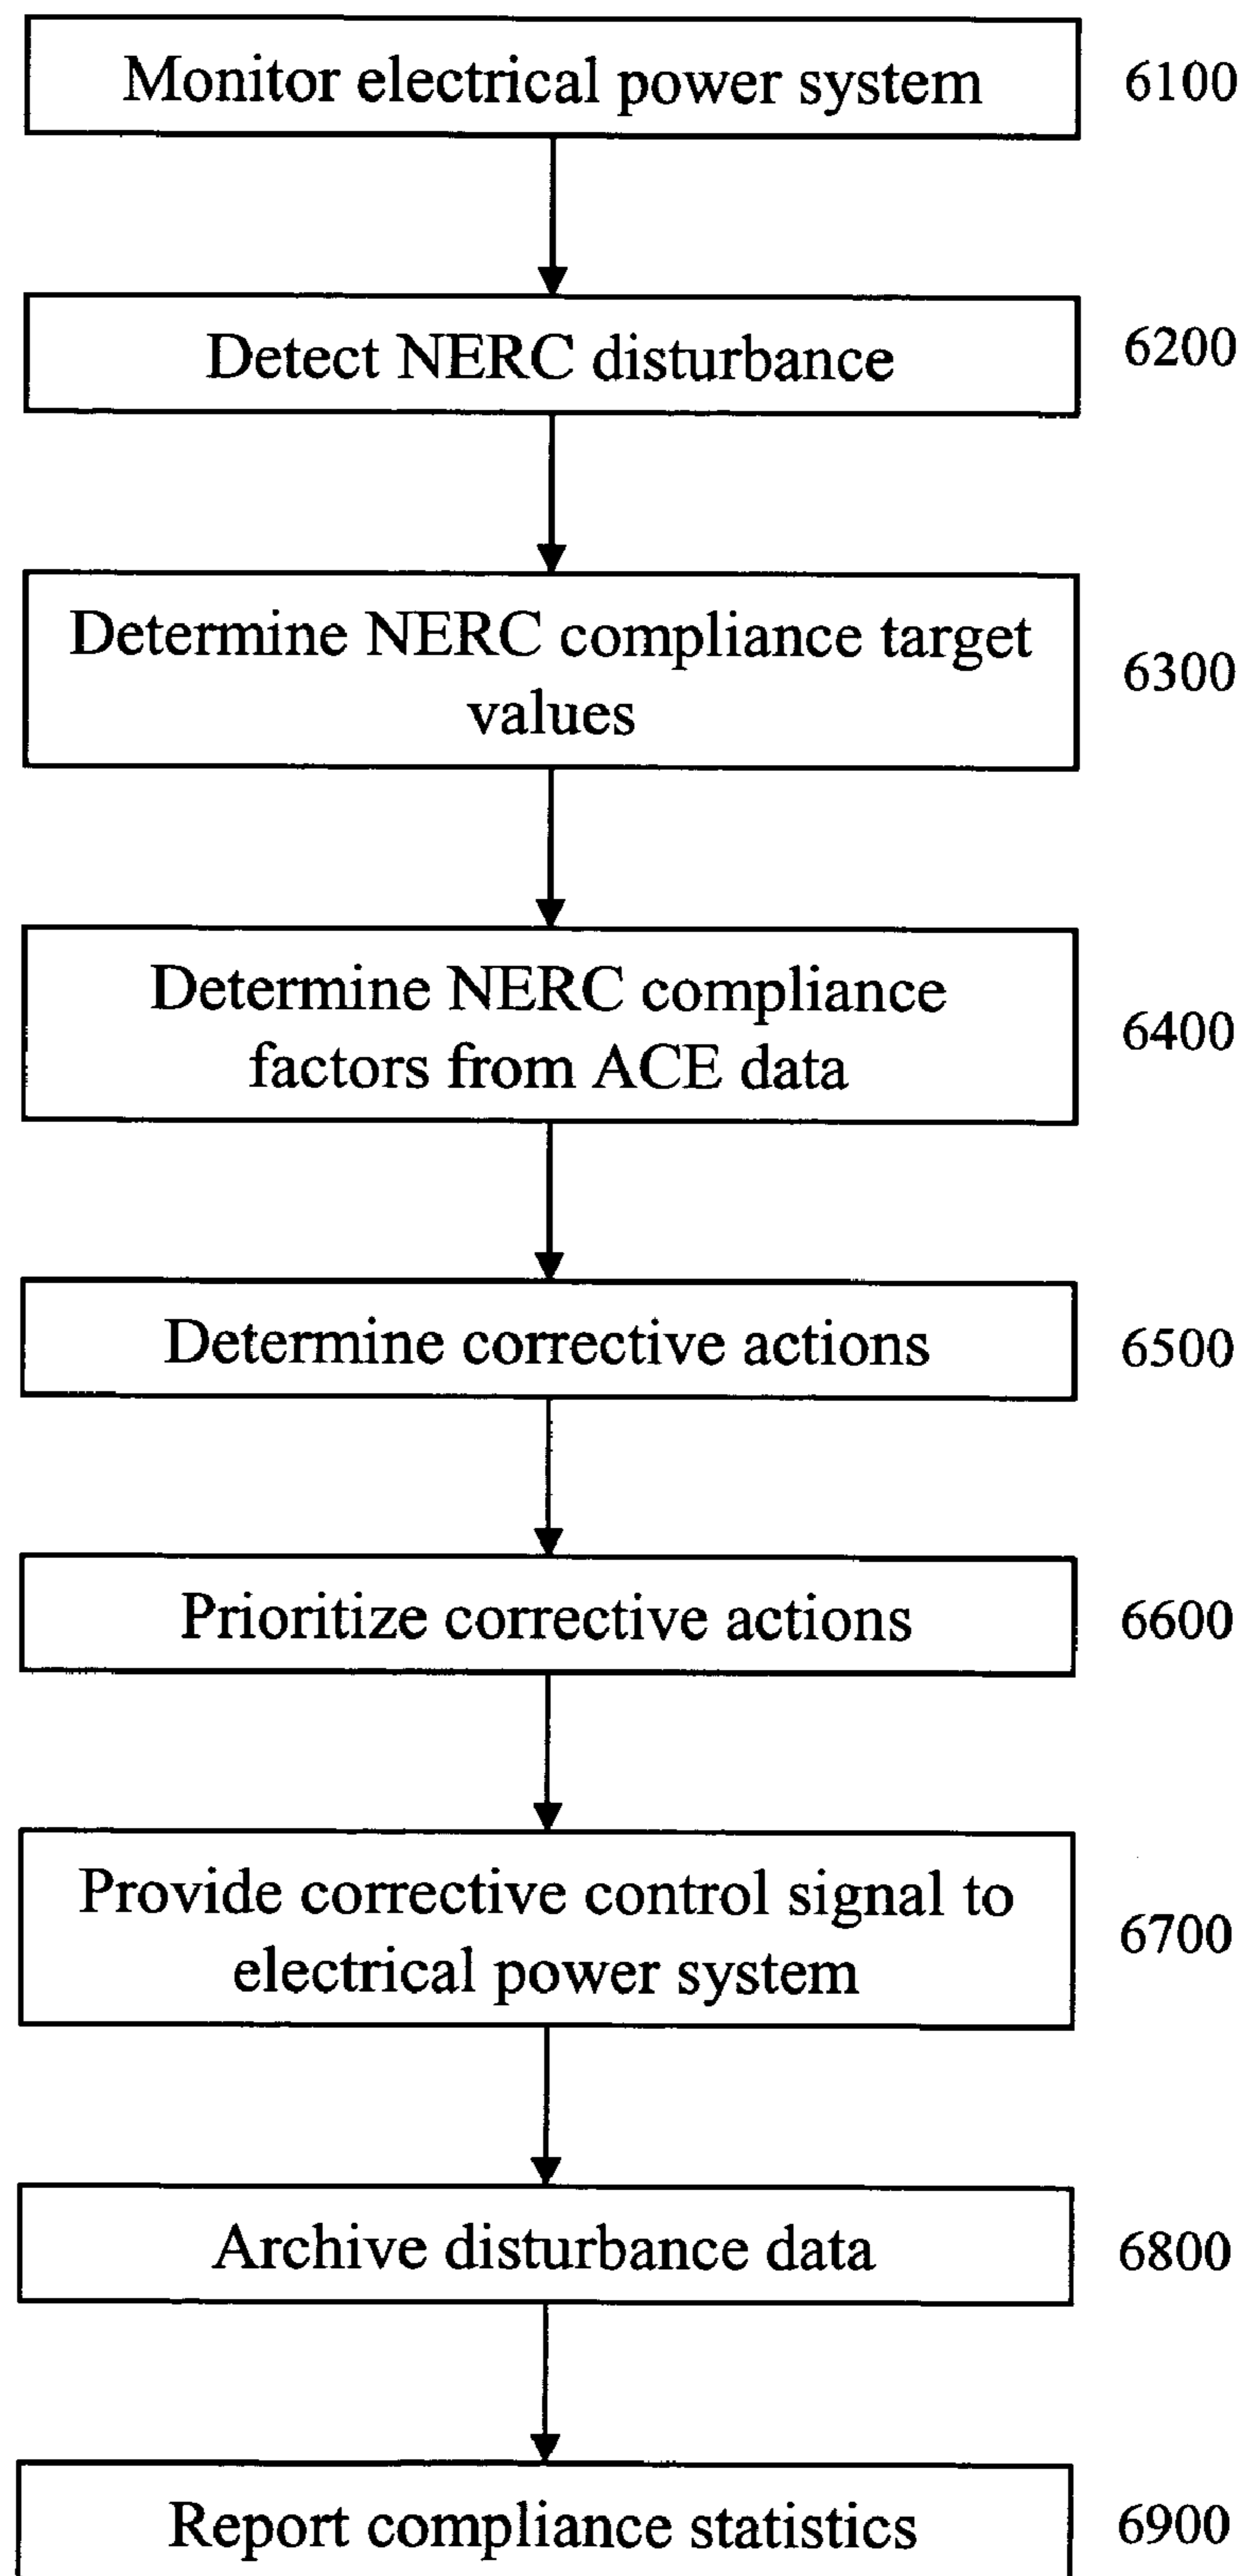 Monitor electrical power system
6100
Detect NERC disturbance
6200
Determine NERC compliance target
values
6300
Determine NERC compliance
factors from ACE data
6400
Determine corrective actions
6500
Prioritize corrective actions
6600
Provide corrective control signal to
electrical power system
6700
Archive disturbance data
6800
Report compliance statistics
6900